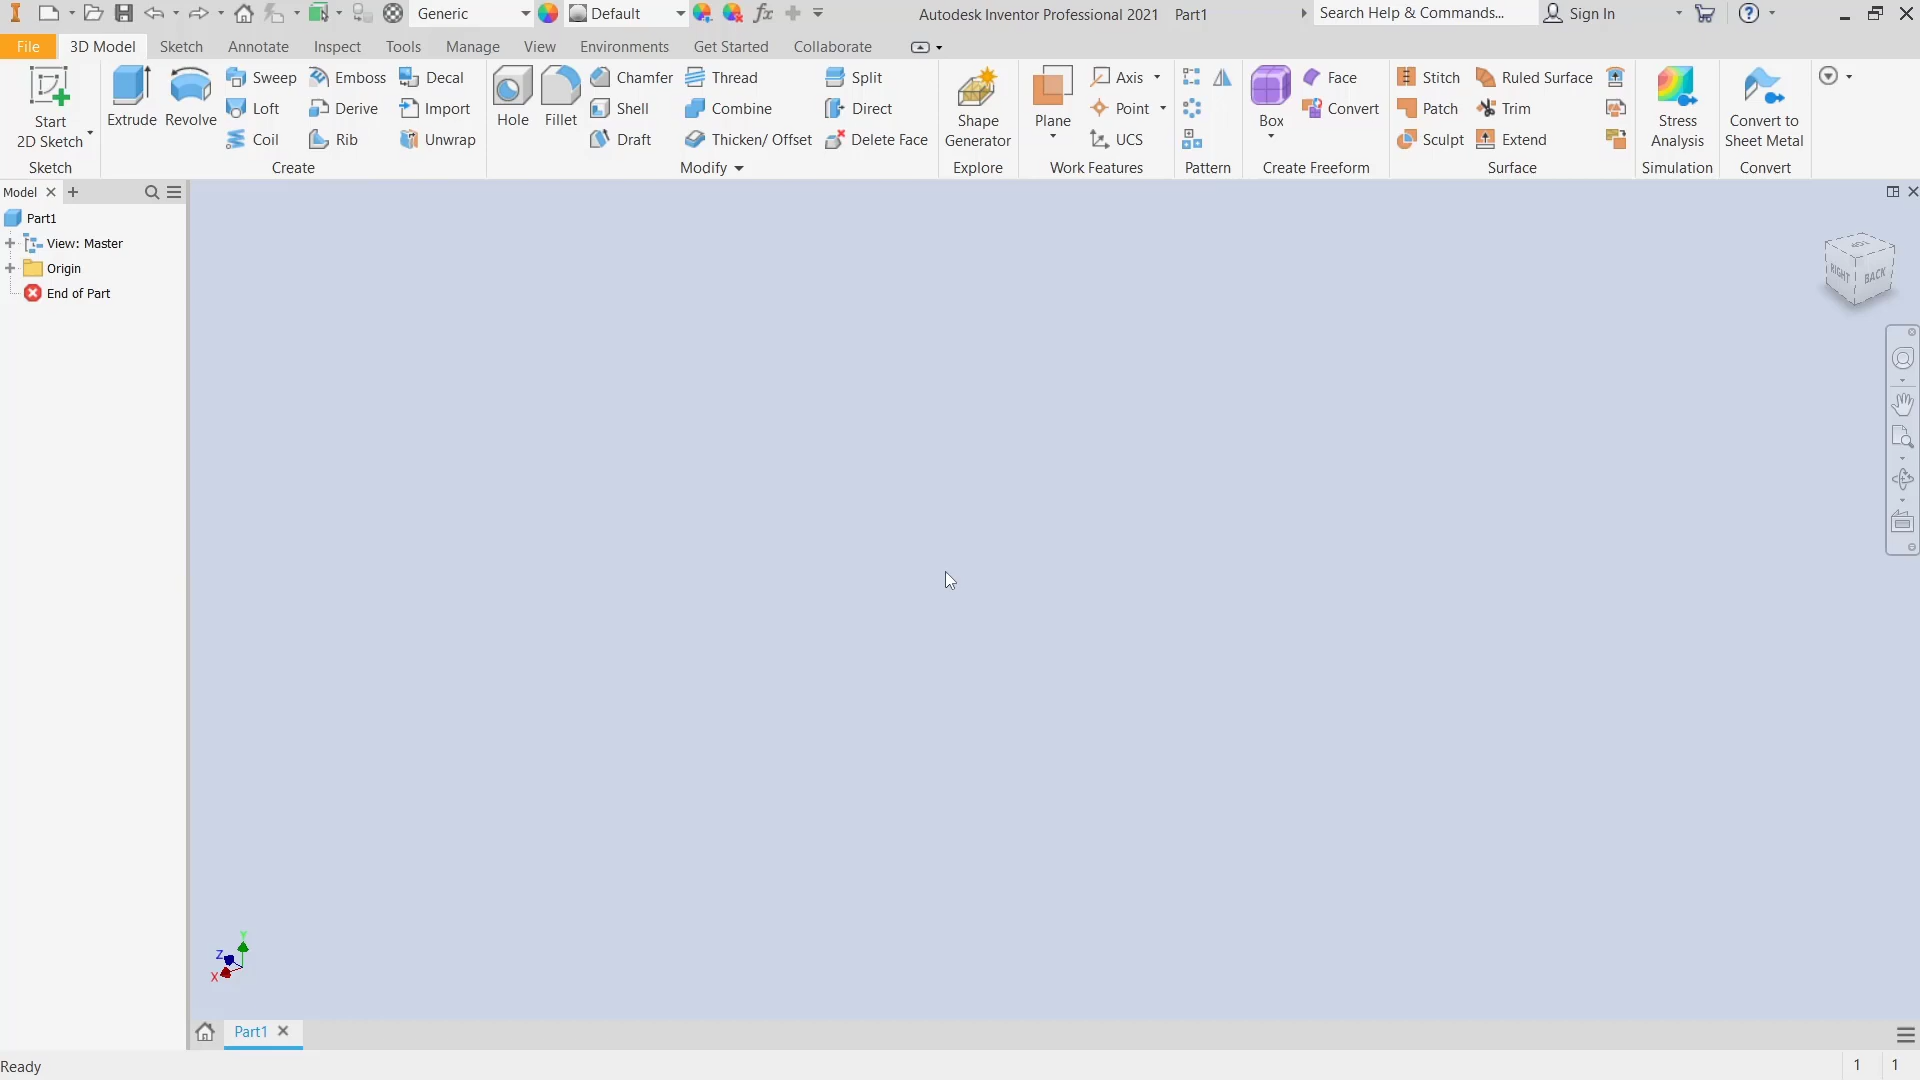 Generic
Default
Autodesk Inventor Professional 2021 Part1
Search Help & Commands...
Sign In
File
3D Model
Sketch
Annotate
Inspect
Tools
Manage
View
Environments
Get Started
Collaborate
Start
2D Sketch
Sketch
Extrude
Revolve
Sweep
Loft
Coil
Emboss
Derive
Rib
Decal
Import
Unwrap
Create
Hole
Fillet
Chamfer
Shell
Draft
Thread
Combine
Thicken/ Offset
Split
Direct
Delete Face
Modify
Shape
Generator
Explore
Plane
Axis
Point
UCS
Work Features
Pattern
Box
Face
Convert
Create Freeform
Stitch
Patch
Sculpt
Ruled Surface
Trim
Extend
Surface
Stress
Analysis
Simulation
Convert to
Sheet Metal
Convert
Model
Part1
View: Master
Origin
End of Part
TOP
RIGHT
BACK
Y
Z
X
Part1
Ready
1
1